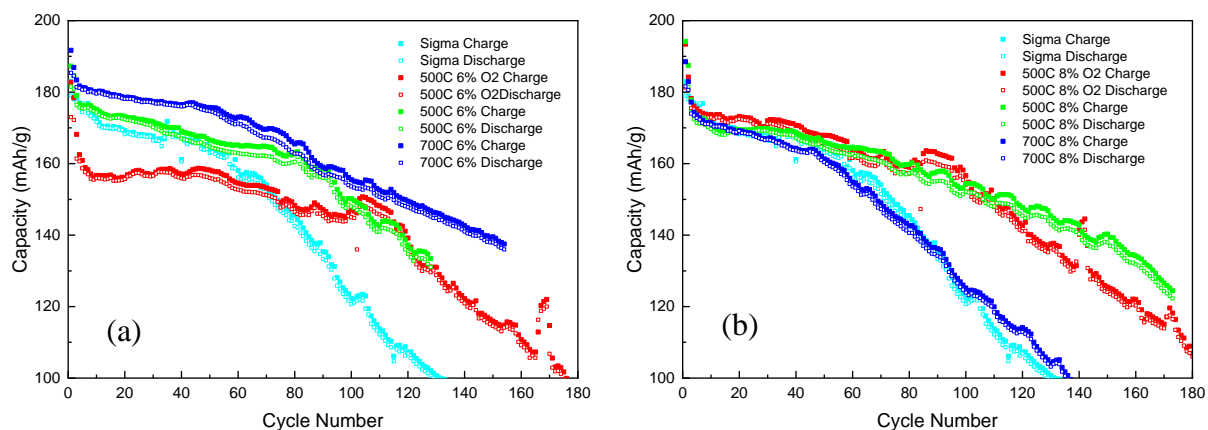 200
180
160
140
120
100
0
20
40
60
80
100
120
140
160
180
Capacity (mAh/g)
Cycle Number
Sigma Charge
Sigma Discharge
500C 6% O2 Charge
500C 6% O2Discharge
500C 6% Charge
500C 6% Discharge
700C 6% Charge
700C 6% Discharge
(a)
200
180
160
140
120
100
0
20
40
60
80
100
120
140
160
180
Capacity (mAh/g)
Cycle Number
Sigma Charge
Sigma Discharge
500C 8% O2 Charge
500C 8% O2 Discharge
500C 8% Charge
500C 8% Discharge
700C 8% Charge
700C 8% Discharge
(b)